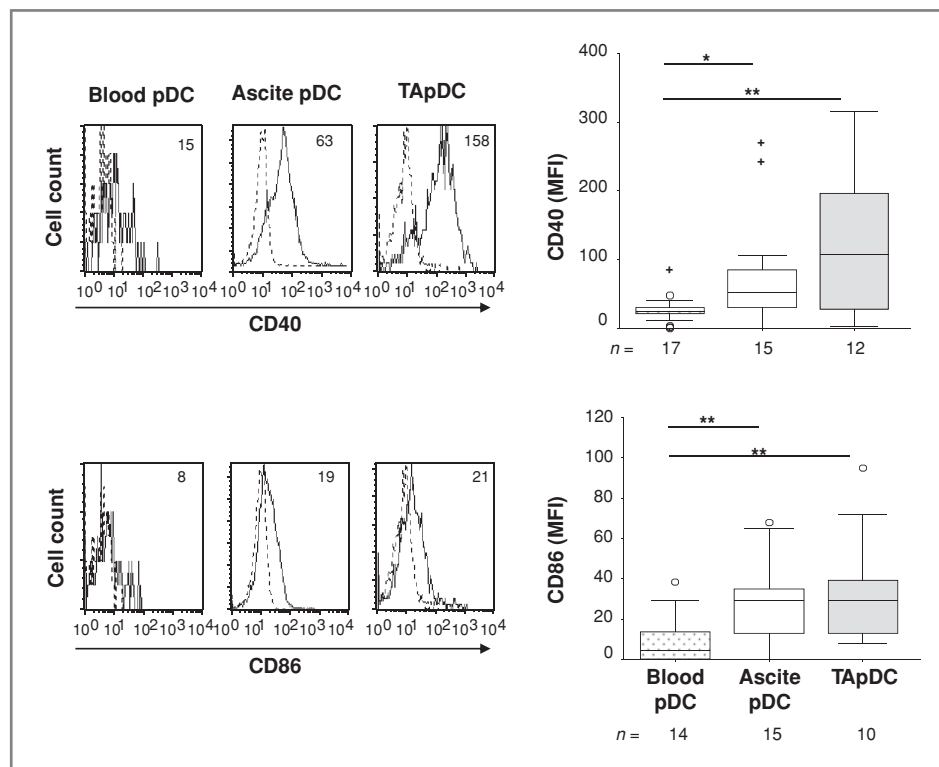 Blood pDC Ascite pDC TApDC
Cell count
15
63
158
10⁰ 10¹ 10² 10³ 10⁴ 10⁰ 10¹ 10² 10³ 10⁴ 10⁰ 10¹ 10² 10³ 10⁴
CD40
CD40 (MFI)
400
300
200
100
0
*
**
n = 17 15 12
Cell count
8
19
21
10⁰ 10¹ 10² 10³ 10⁴ 10⁰ 10¹ 10² 10³ 10⁴ 10⁰ 10¹ 10² 10³ 10⁴
CD86
CD86 (MFI)
120
100
80
60
40
20
0
**
**
Blood pDC
Ascite pDC
TApDC
n = 14 15 10